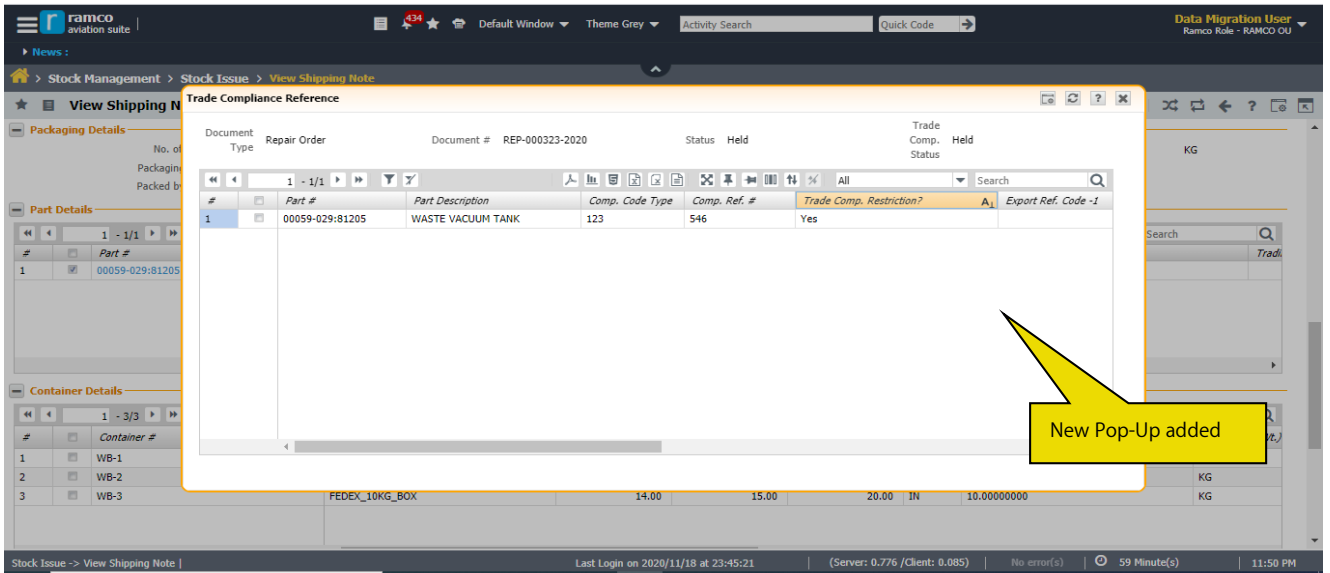 ramco
aviation suite
434
Default Window
Theme Grey
Activity Search
Quick Code
Data Migration User
Ramco Role - RAMCO OU
News :
> Stock Management > Stock Issue > View Shipping Note
View Shipping N
Trade Compliance Reference
Packaging Details
No. of
Packaging
Packed b
KG
Document Type Repair Order
Document # REP-000323-2020
Status Held
Trade Comp. Status Held
1 - 1/1
All
Search
# Part # Part Description Comp. Code Type Comp. Ref. # Trade Comp. Restriction? Export Ref. Code -1
1 00059-029:81205 WASTE VACUUM TANK 123 546 Yes
Part Details
1 - 1/1
Search
# Part # Tradi
1 00059-029:81205
New Pop-Up added
Container Details
1 - 3/3
# Container #
1 WB-1
2 WB-2 KG
3 WB-3 FEDEX_10KG_BOX 14.00 15.00 20.00 IN 10.00000000 KG
Stock Issue -> View Shipping Note |
Last Login on 2020/11/18 at 23:45:21
(Server: 0.776 /Client: 0.085)
No error(s)
59 Minute(s)
11:50 PM